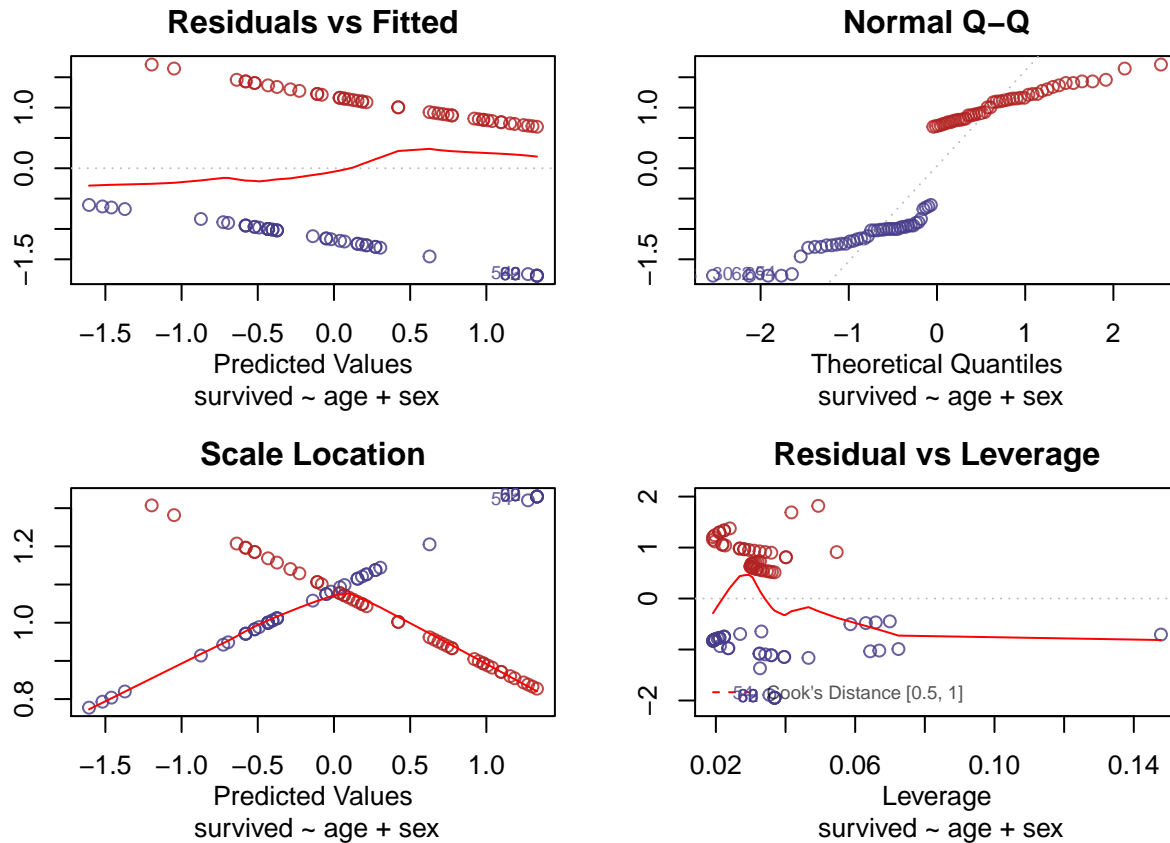 Residuals vs Fitted
1.0
0.0
−1.5
−1.5 −1.0 −0.5 0.0 0.5 1.0
Predicted Values
survived ~ age + sex
Normal Q−Q
1.0
0.0
−1.5
−2 −1 0 1 2
Theoretical Quantiles
survived ~ age + sex
Scale Location
1.2
1.0
0.8
−1.5 −1.0 −0.5 0.0 0.5 1.0
Predicted Values
survived ~ age + sex
Residual vs Leverage
2
1
0
−1
−2
Cook's Distance [0.5, 1]
0.02 0.06 0.10 0.14
Leverage
survived ~ age + sex